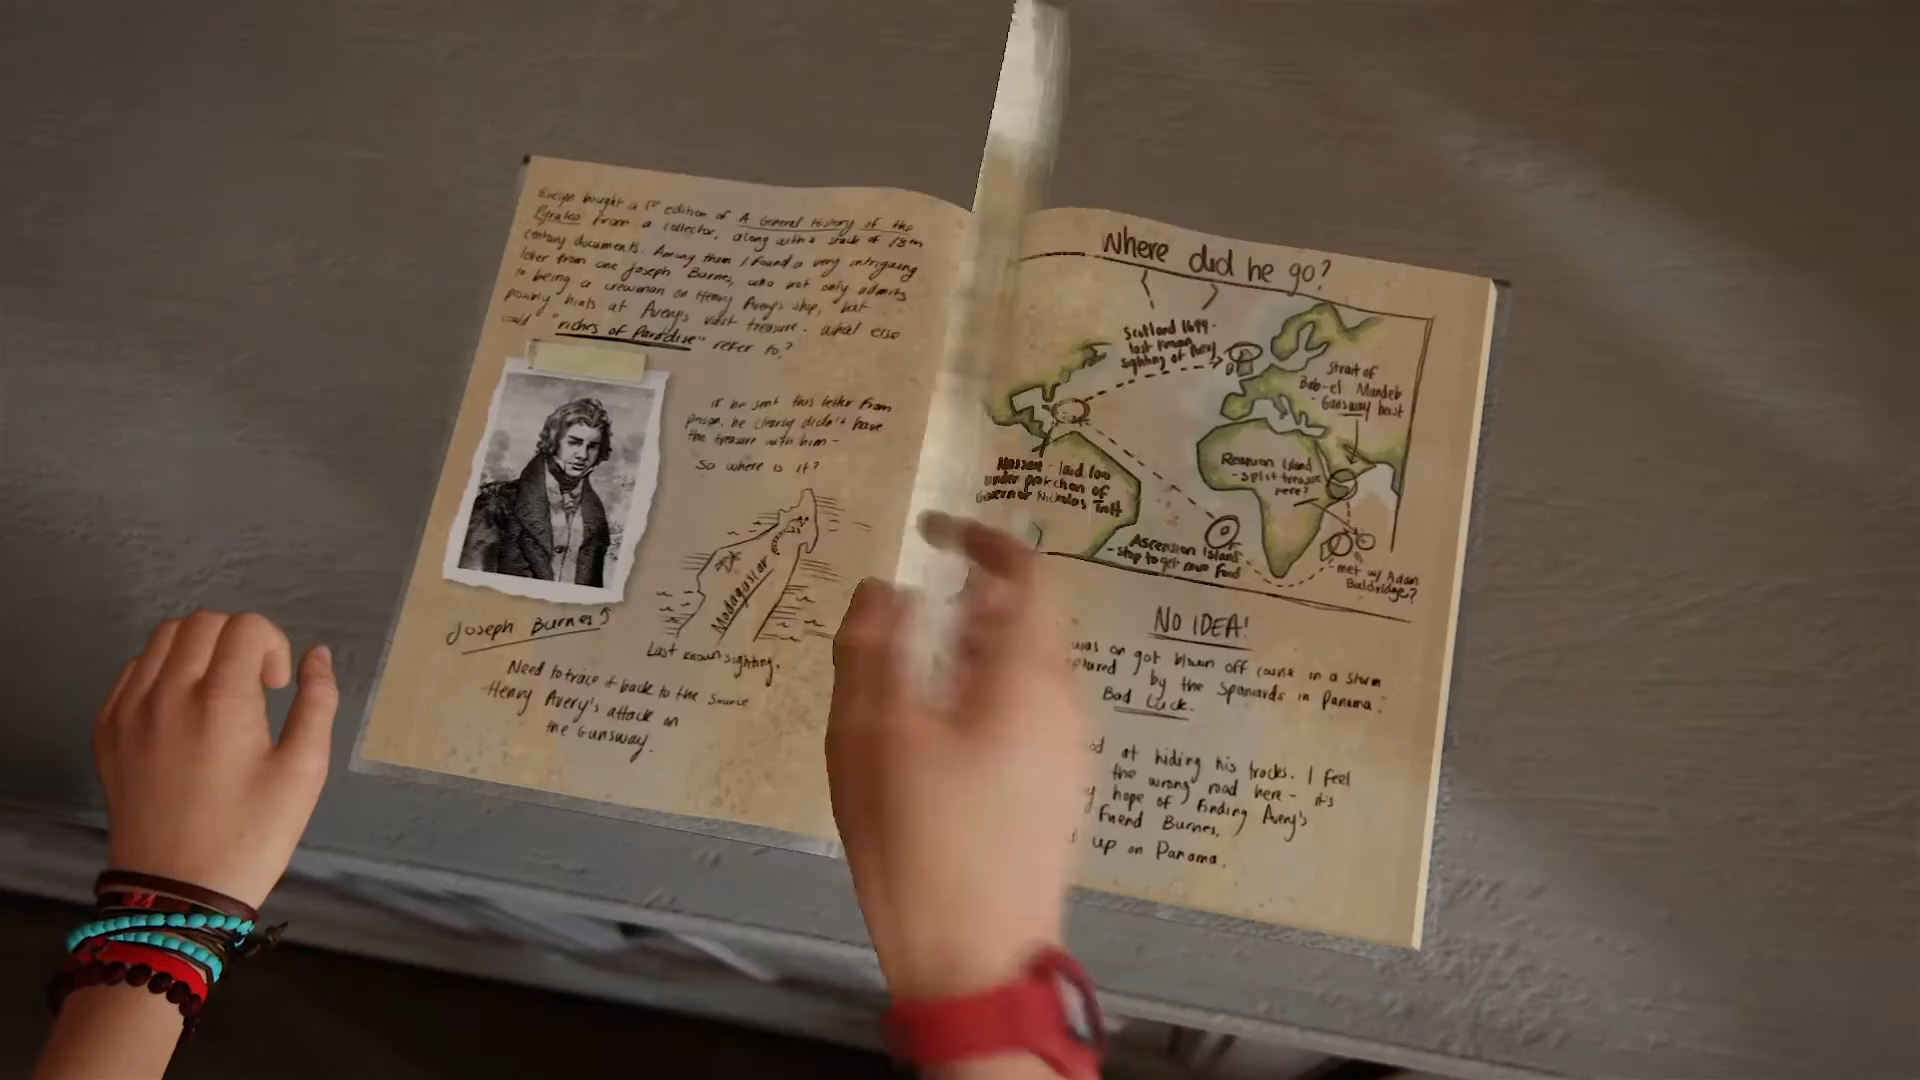 Evelyn bought a 1st edition of A General History of the
Pyrates from a collector, along with a stack of 18th
century documents. Among them I found a very intriguing
letter from one Joseph Burnes, who not only admits
to being a crewman on Henry Avery's ship, but
possibly hints at Avery's vast treasure - what else
could "riches of Paradise" refer to?
If he sent this letter from
prison, he clearly didn't have
the treasure with him -
So where is it?
Madagascar
Joseph Burnes
Last known sighting.
Need to trace it back to the source
Henry Avery's attack on
the Gunsway.
Where did he go?
Scotland 1699 -
last known
sighting of Avery
Strait of
Bab-el Mandeb
- Gunsway heist
Reunion Island
- split treasure
here?
Nassau - laid low
under protection of
Governor Nicholas Trott
Ascension Island
- stop to get more food
met w/ Adam
Baldridge?
NO IDEA!
was on got blown off course in a storm
by the Spaniards in Panama.
Bad Luck.
at hiding his tracks. I feel
the wrong road here - it's
hope of finding Avery's
friend Burnes,
up on Panama.